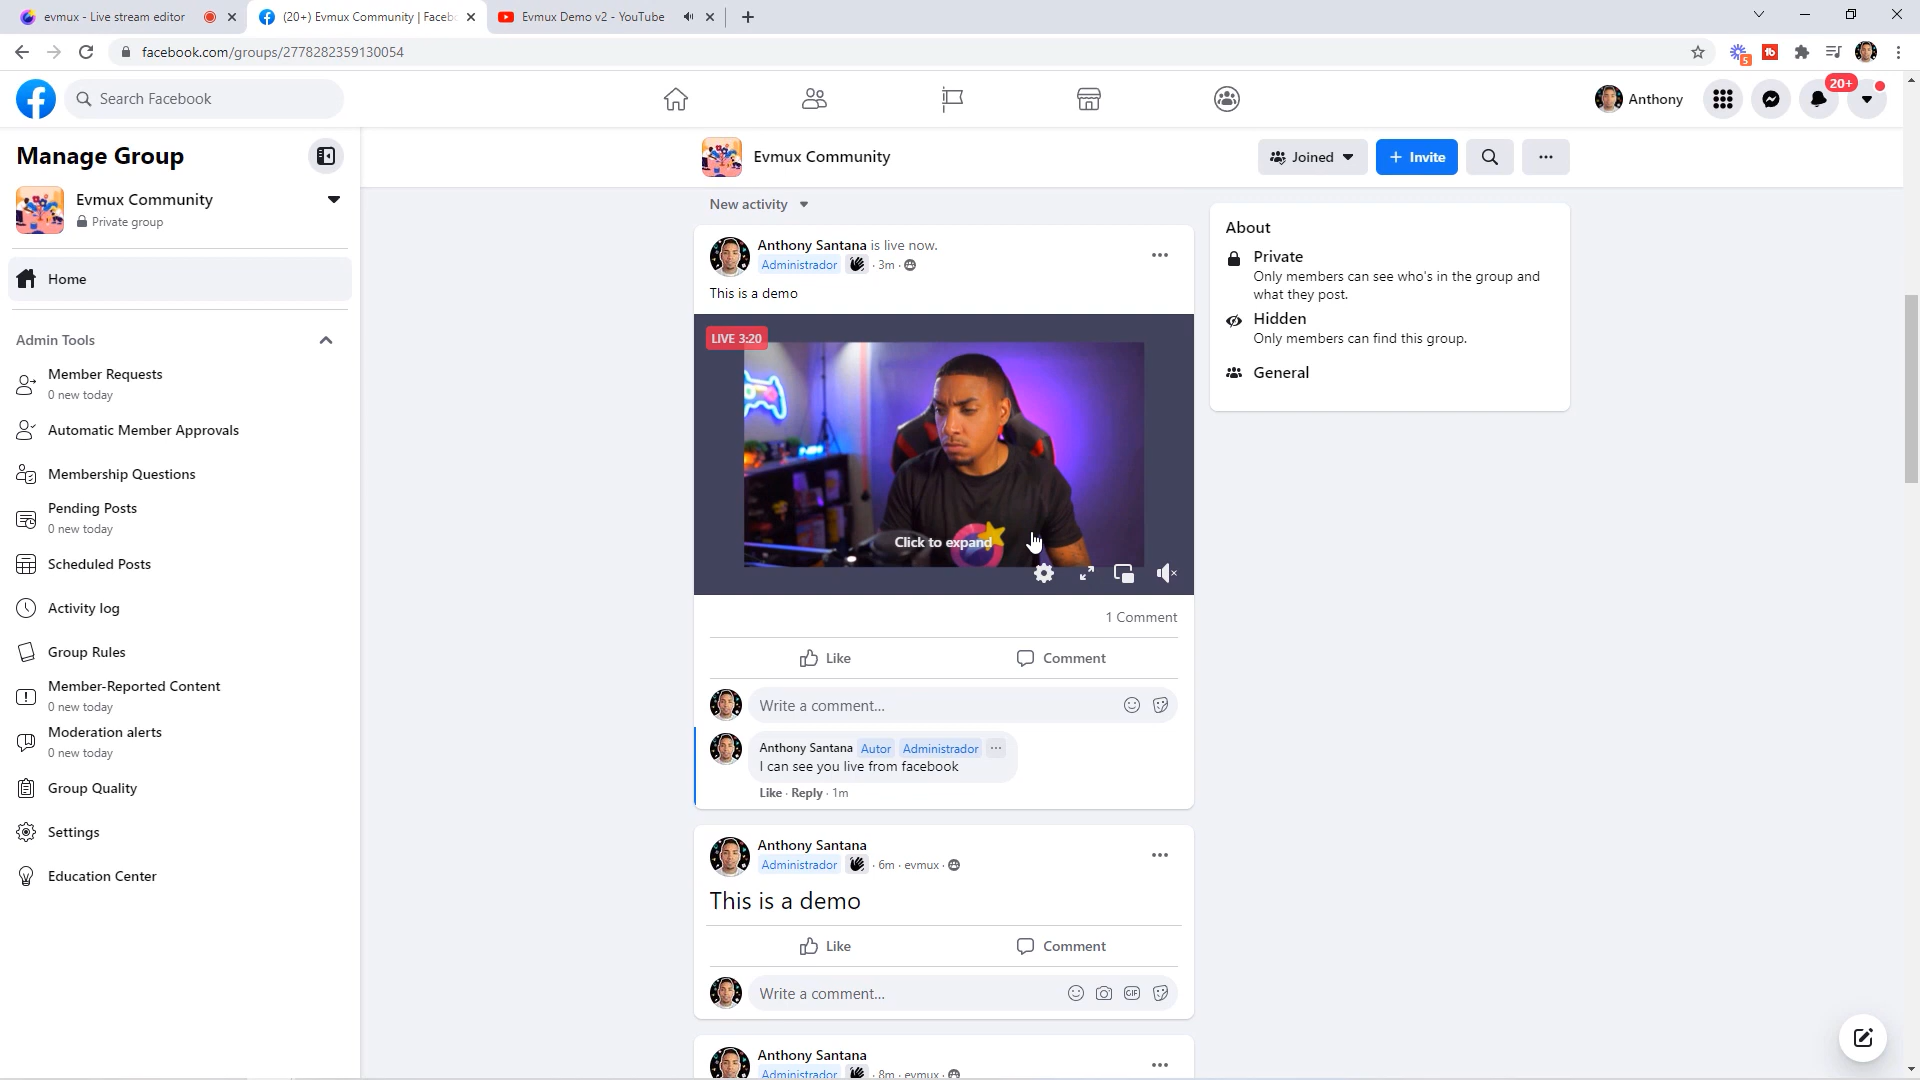 evmux - Live stream editor
(20+) Evmux Community | Faceb
Evmux Demo v2 - YouTube
facebook.com/groups/2778282359130054
5
Search Facebook
Anthony
20+
Manage Group
Evmux Community
Private group
Home
Admin Tools
Member Requests
0 new today
Automatic Member Approvals
Membership Questions
Pending Posts
0 new today
Scheduled Posts
Activity log
Group Rules
Member-Reported Content
0 new today
Moderation alerts
0 new today
Group Quality
Settings
Education Center
Evmux Community
Joined
+ Invite
New activity
Anthony Santana is live now.
Administrador · 3m ·
This is a demo
LIVE 3:20
Click to expand
1 Comment
Like
Comment
Write a comment...
Anthony Santana Autor Administrador
I can see you live from facebook
Like · Reply · 1m
Anthony Santana
Administrador · 6m · evmux ·
This is a demo
Like
Comment
Write a comment...
GIF
Anthony Santana
Administrador · 8m · evmux ·
About
Private
Only members can see who's in the group and
what they post.
Hidden
Only members can find this group.
General